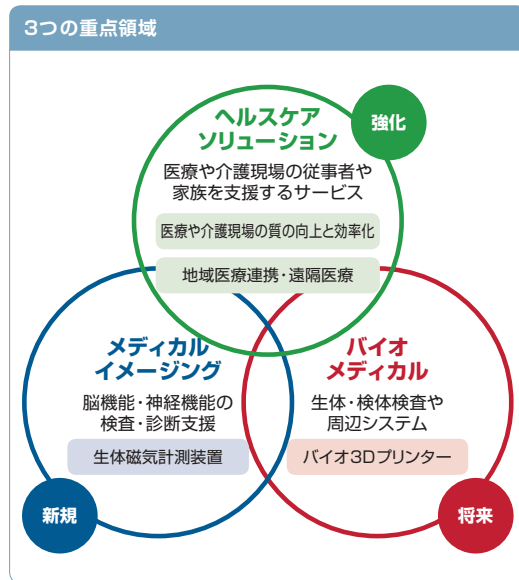 3つの重点領域
ヘルスケア
ソリューション
強化
医療や介護現場の従事者や
家族を支援するサービス
医療や介護現場の質の向上と効率化
地域医療連携・遠隔医療
メディカル
イメージング
脳機能・神経機能の
検査・診断支援
生体磁気計測装置
新規
バイオ
メディカル
生体・検体検査や
周辺システム
バイオ3Dプリンター
将来